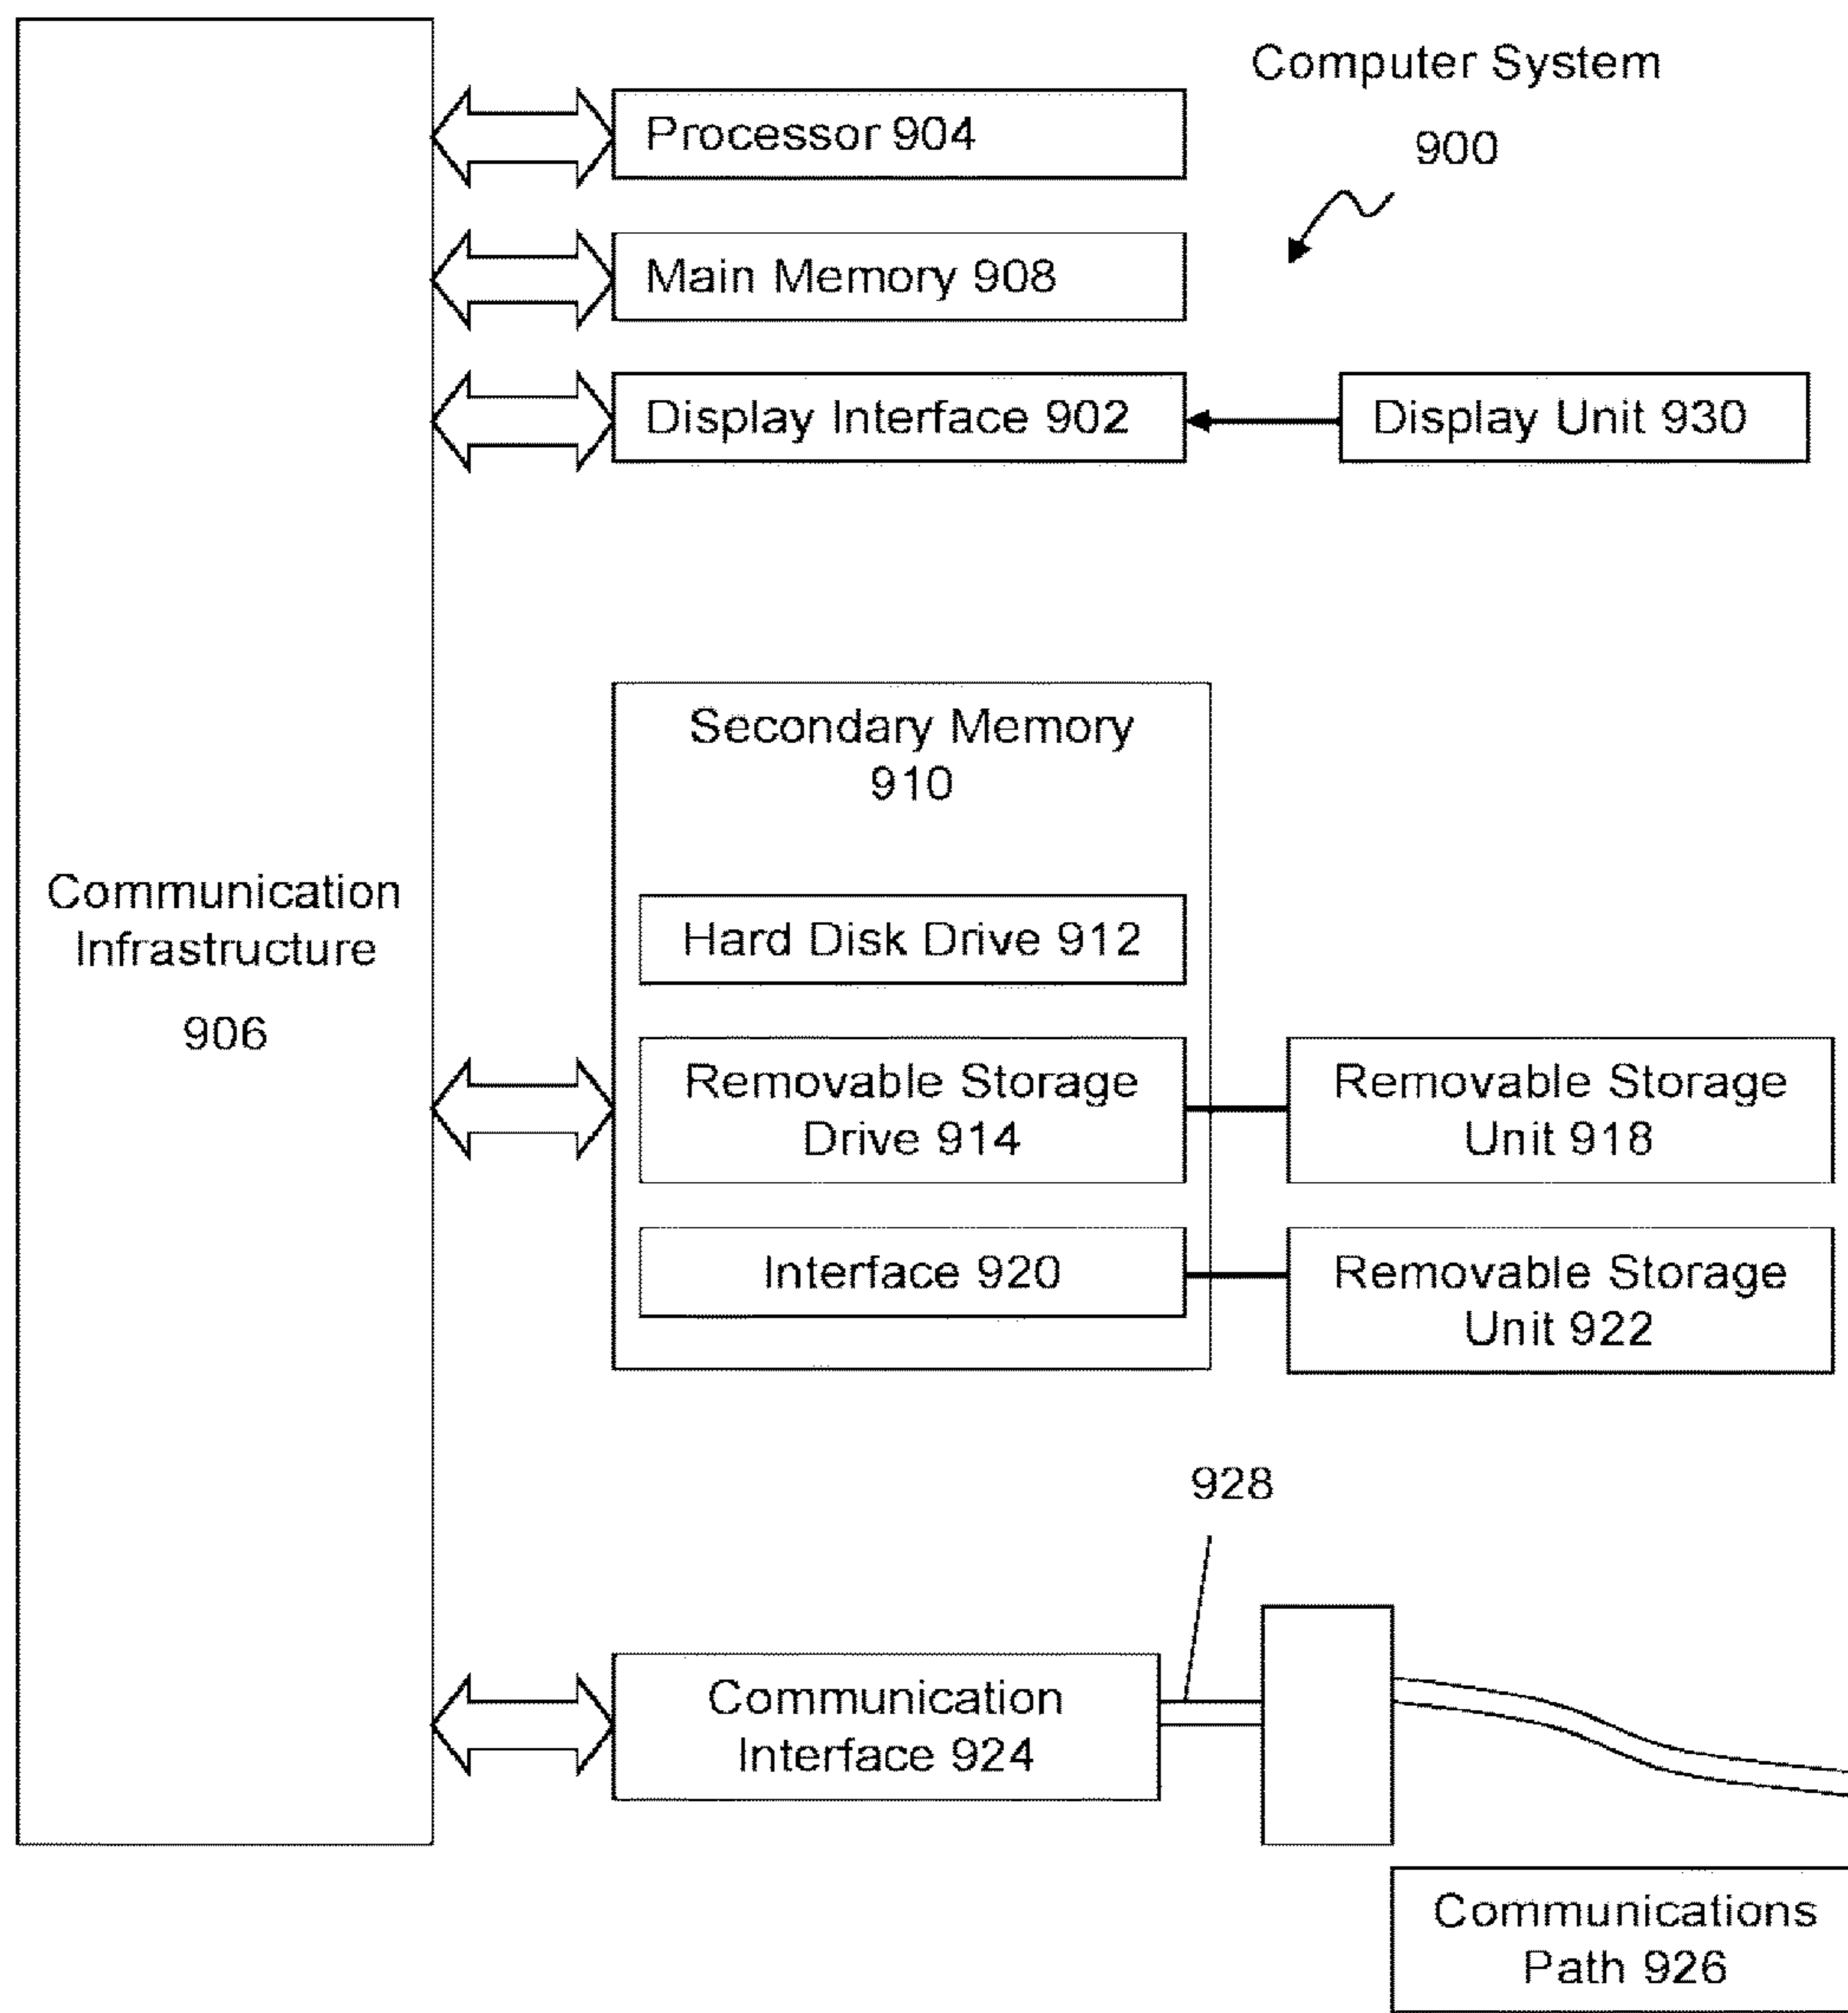 Computer System
900
Processor 904
Main Memory 908
Display Interface 902
Display Unit 930
Secondary Memory
910
Communication
Infrastructure
906
Hard Disk Drive 912
Removable Storage
Drive 914
Removable Storage
Unit 918
Interface 920
Removable Storage
Unit 922
928
Communication
Interface 924
Communications
Path 926